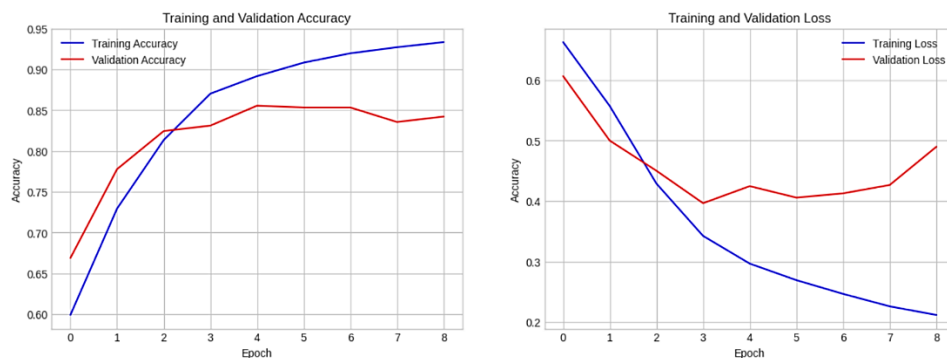 Training and Validation Accuracy
0.95
0.90
0.85
0.80
0.75
0.70
0.65
0.60
Accuracy
Training Accuracy
Validation Accuracy
0 1 2 3 4 5 6 7 8
Epoch
Training and Validation Loss
0.6
0.5
0.4
0.3
0.2
Accuracy
Training Loss
Validation Loss
0 1 2 3 4 5 6 7 8
Epoch